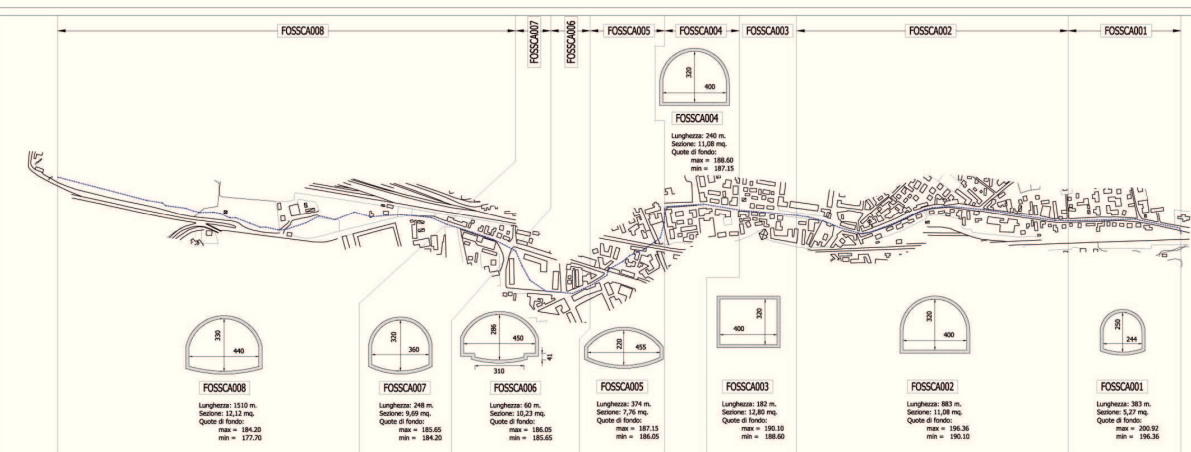 FOSSCA008
FOSSCA007
FOSSCA006
FOSSCA005
FOSSCA004
FOSSCA003
FOSSCA002
FOSSCA001
320
400
FOSSCA004
Lunghezza: 240 m.
Sezione: 11,08 mq.
Quote di fondo:
max = 188.60
min = 187.15
330
440
FOSSCA008
Lunghezza: 1510 m.
Sezione: 12,12 mq.
Quote di fondo:
max = 184.20
min = 177.70
320
360
FOSSCA007
Lunghezza: 248 m.
Sezione: 9,69 mq.
Quote di fondo:
max = 185.65
min = 184.20
286
450
41
310
FOSSCA006
Lunghezza: 60 m.
Sezione: 10,23 mq.
Quote di fondo:
max = 186.05
min = 185.65
220
455
FOSSCA005
Lunghezza: 374 m.
Sezione: 7,76 mq.
Quote di fondo:
max = 187.15
min = 186.05
320
400
FOSSCA003
Lunghezza: 182 m.
Sezione: 12,80 mq.
Quote di fondo:
max = 190.10
min = 188.60
320
400
FOSSCA002
Lunghezza: 883 m.
Sezione: 11,08 mq.
Quote di fondo:
max = 196.36
min = 190.10
250
244
FOSSCA001
Lunghezza: 383 m.
Sezione: 5,27 mq.
Quote di fondo:
max = 200.92
min = 196.36